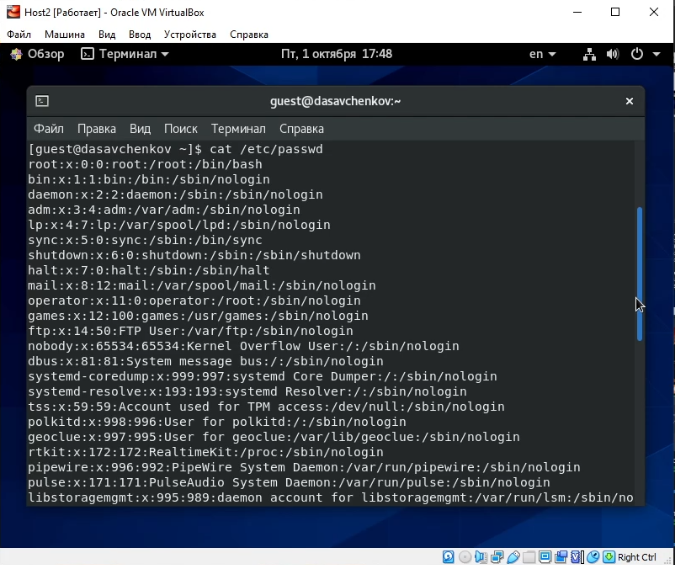 Host2 [Работает] - Oracle VM VirtualBox
Файл Машина Вид Ввод Устройства Справка
Обзор Терминал Пт, 1 октября 17:48 en
guest@dasavchenkov:~
Файл Правка Вид Поиск Терминал Справка
[guest@dasavchenkov ~]$ cat /etc/passwd
root:x:0:0:root:/root:/bin/bash
bin:x:1:1:bin:/bin:/sbin/nologin
daemon:x:2:2:daemon:/sbin:/sbin/nologin
adm:x:3:4:adm:/var/adm:/sbin/nologin
lp:x:4:7:lp:/var/spool/lpd:/sbin/nologin
sync:x:5:0:sync:/sbin:/bin/sync
shutdown:x:6:0:shutdown:/sbin:/sbin/shutdown
halt:x:7:0:halt:/sbin:/sbin/halt
mail:x:8:12:mail:/var/spool/mail:/sbin/nologin
operator:x:11:0:operator:/root:/sbin/nologin
games:x:12:100:games:/usr/games:/sbin/nologin
ftp:x:14:50:FTP User:/var/ftp:/sbin/nologin
nobody:x:65534:65534:Kernel Overflow User:/:/sbin/nologin
dbus:x:81:81:System message bus:/:/sbin/nologin
systemd-coredump:x:999:997:systemd Core Dumper:/:/sbin/nologin
systemd-resolve:x:193:193:systemd Resolver:/:/sbin/nologin
tss:x:59:59:Account used for TPM access:/dev/null:/sbin/nologin
polkitd:x:998:996:User for polkitd:/:/sbin/nologin
geoclue:x:997:995:User for geoclue:/var/lib/geoclue:/sbin/nologin
rtkit:x:172:172:RealtimeKit:/proc:/sbin/nologin
pipewire:x:996:992:PipeWire System Daemon:/var/run/pipewire:/sbin/nologin
pulse:x:171:171:PulseAudio System Daemon:/var/run/pulse:/sbin/nologin
libstoragemgmt:x:995:989:daemon account for libstoragemgmt:/var/run/lsm:/sbin/no
Right Ctrl